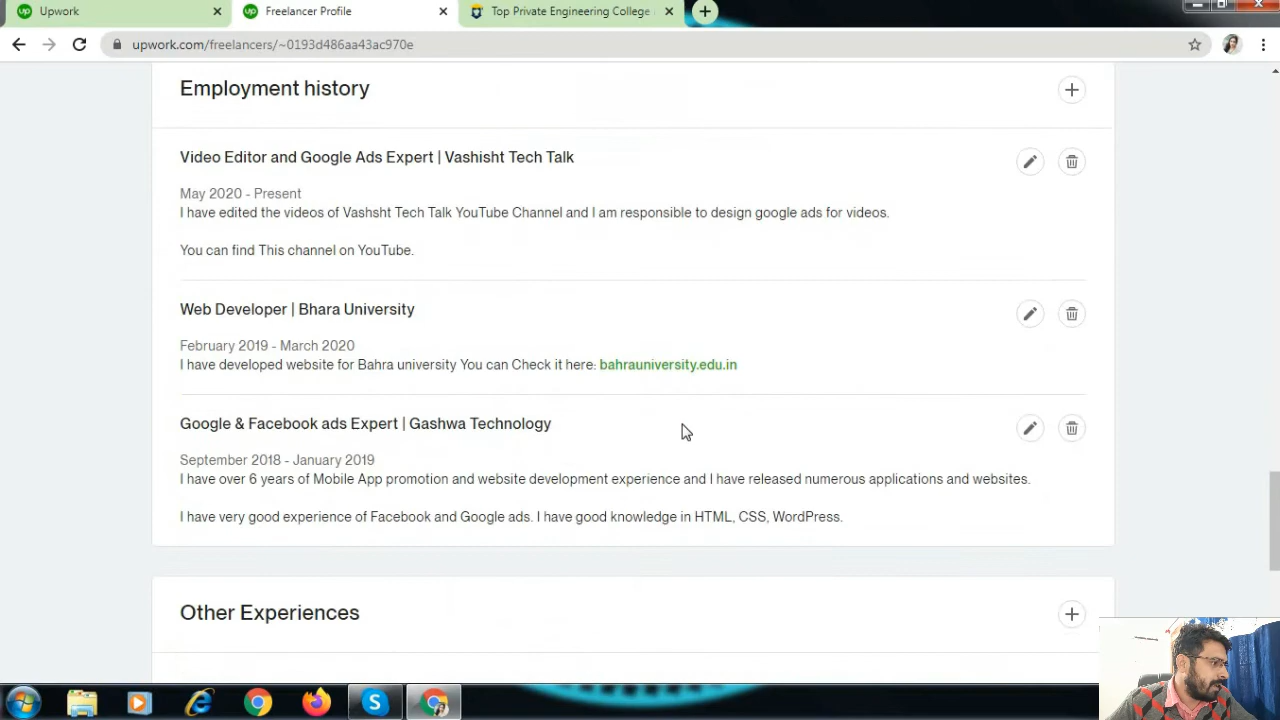 Upwork
Freelancer Profile
Top Private Engineering College
upwork.com/freelancers/~0193d486aa43ac970e
Employment history
Video Editor and Google Ads Expert | Vashisht Tech Talk
May 2020 - Present
I have edited the videos of Vashsht Tech Talk YouTube Channel and I am responsible to design google ads for videos.
You can find This channel on YouTube.
Web Developer | Bhara University
February 2019 - March 2020
I have developed website for Bahra university You can Check it here: bahrauniversity.edu.in
Google & Facebook ads Expert | Gashwa Technology
September 2018 - January 2019
I have over 6 years of Mobile App promotion and website development experience and I have released numerous applications and websites.
I have very good experience of Facebook and Google ads. I have good knowledge in HTML, CSS, WordPress.
Other Experiences